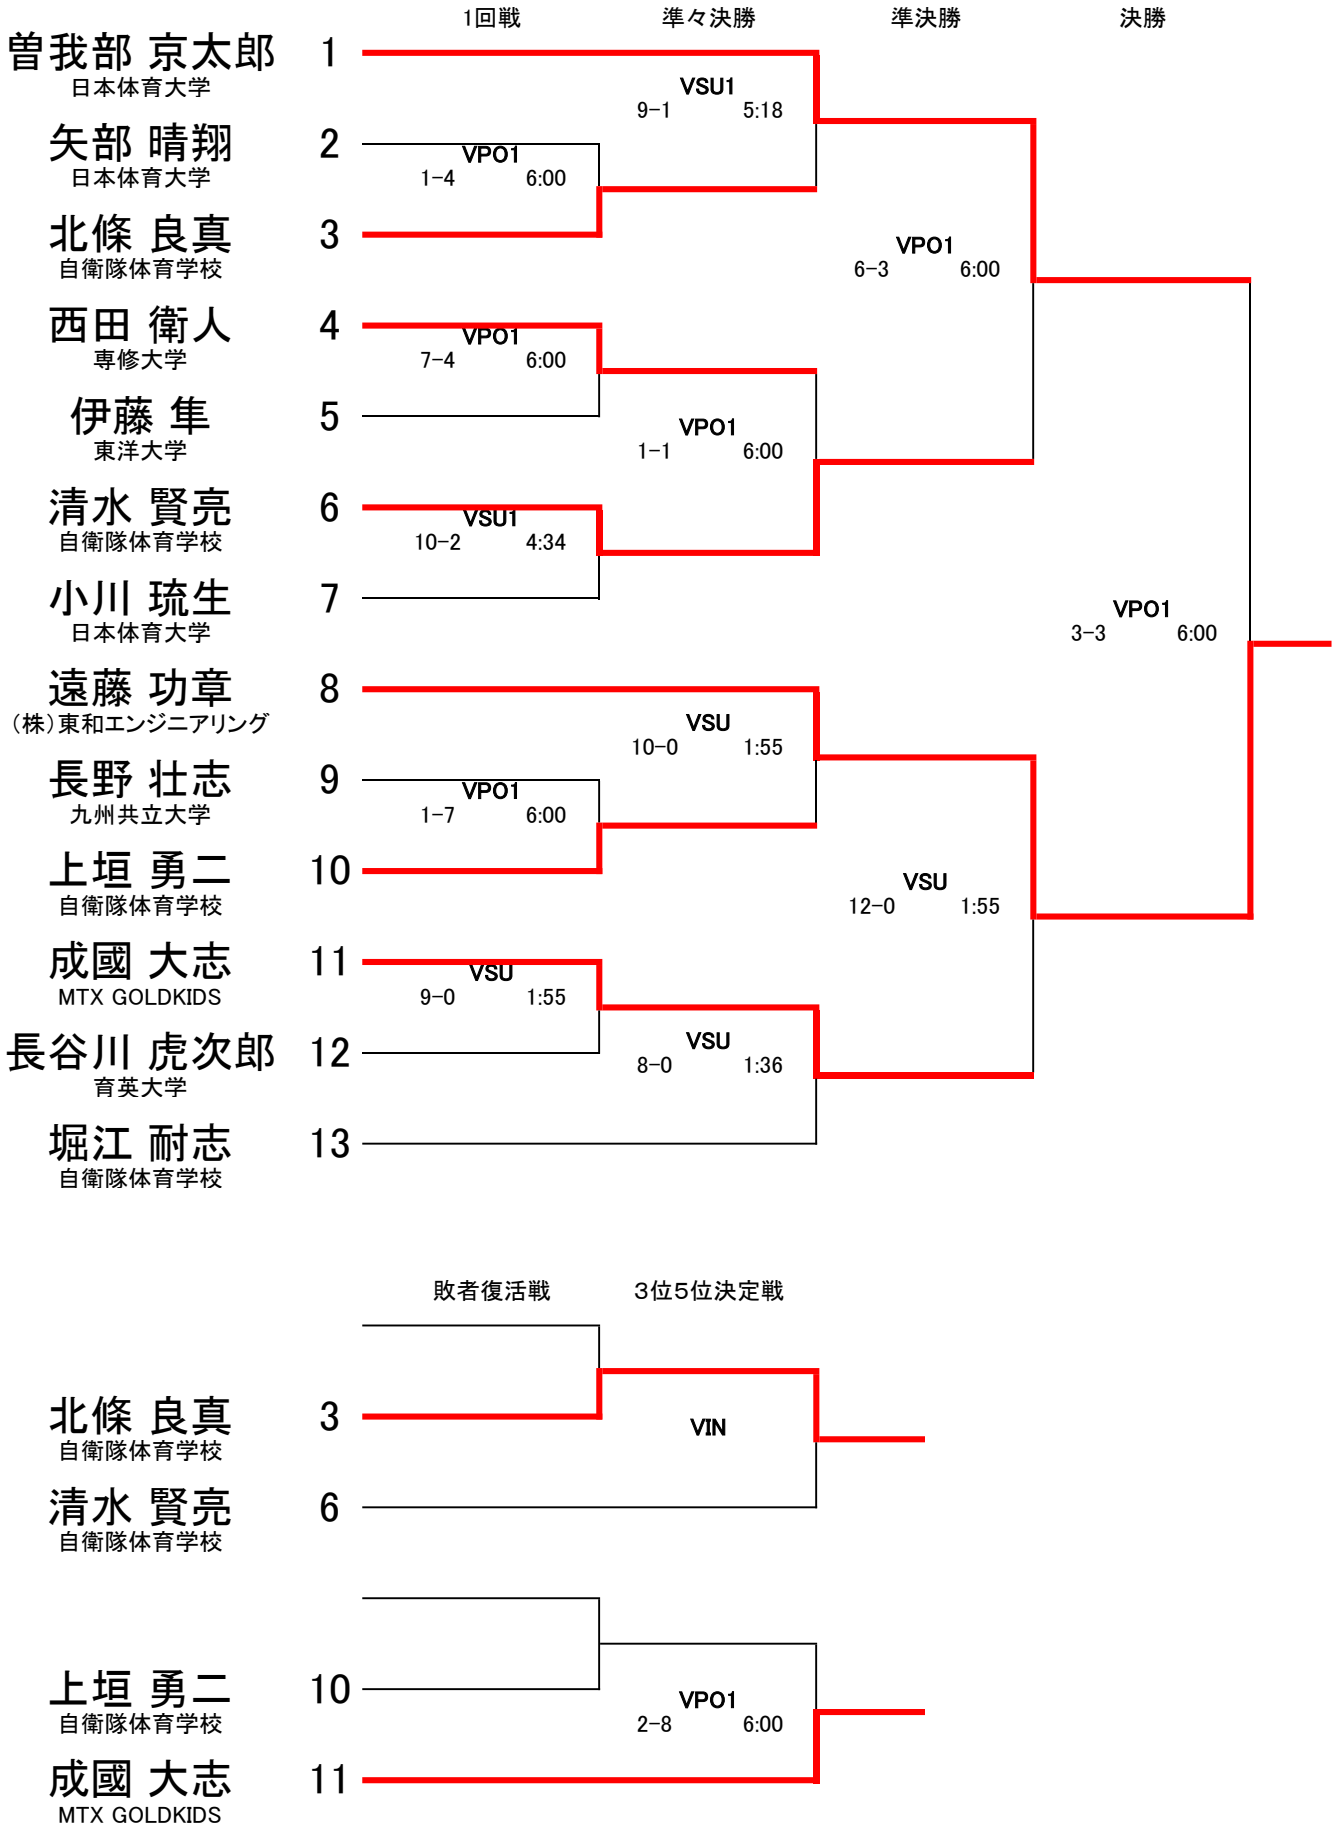 1回戦 準々決勝 準決勝 決勝
曽我部 京太郎 1
日本体育大学
VSU1
9-1 5:18
矢部 晴翔 2
日本体育大学
VPO1
1-4 6:00
北條 良真 3
自衛隊体育学校
VPO1
6-3 6:00
西田 衛人 4
専修大学
VPO1
7-4 6:00
伊藤 隼 5
東洋大学
VPO1
1-1 6:00
清水 賢亮 6
自衛隊体育学校
VSU1
10-2 4:34
小川 琉生 7
日本体育大学
VPO1
3-3 6:00
遠藤 功章 8
(株)東和エンジニアリング
VSU
10-0 1:55
長野 壮志 9
九州共立大学
VPO1
1-7 6:00
上垣 勇二 10
自衛隊体育学校
VSU
12-0 1:55
成國 大志 11
MTX GOLDKIDS
VSU
9-0 1:55
長谷川 虎次郎 12
育英大学
VSU
8-0 1:36
堀江 耐志 13
自衛隊体育学校
敗者復活戦 3位5位決定戦
北條 良真 3
自衛隊体育学校
VIN
清水 賢亮 6
自衛隊体育学校
上垣 勇二 10
自衛隊体育学校
VPO1
2-8 6:00
成國 大志 11
MTX GOLDKIDS